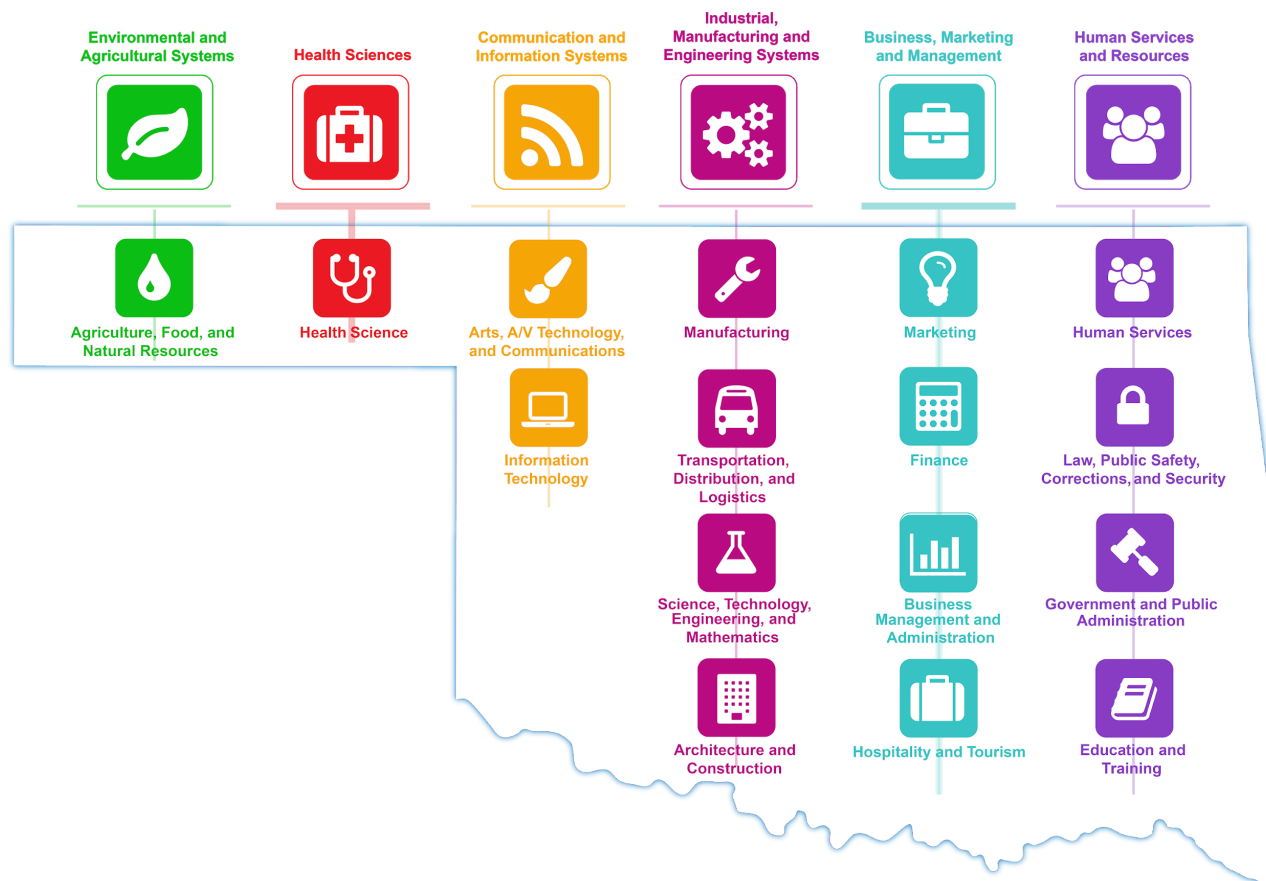 Environmental and
Agricultural Systems
Health Sciences
Communication and
Information Systems
Industrial,
Manufacturing and
Engineering Systems
Business, Marketing
and Management
Human Services
and Resources
Agriculture, Food, and
Natural Resources
Health Science
Arts, A/V Technology,
and Communications
Manufacturing
Marketing
Human Services
Information
Technology
Transportation,
Distribution, and
Logistics
Finance
Law, Public Safety,
Corrections, and Security
Science, Technology,
Engineering, and
Mathematics
Business
Management and
Administration
Government and Public
Administration
Architecture and
Construction
Hospitality and Tourism
Education and
Training